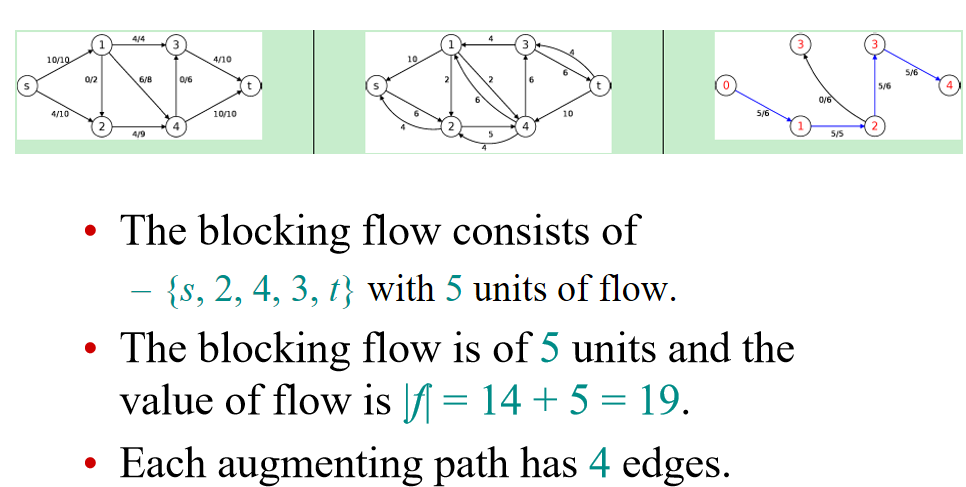 4/4
1 3
10/10 4/10
0/2 6/8 0/6
s t
4/10 10/10
2 4
4/9
4
1 3
4
10 6
2 2 6
s t
6 6 10
4 2 4
5
4
3 3
0 5/6 4
0/6 5/6
5/6
1 2
5/5
• The blocking flow consists of
– {s, 2, 4, 3, t} with 5 units of flow.
• The blocking flow is of 5 units and the
value of flow is |f| = 14 + 5 = 19.
• Each augmenting path has 4 edges.